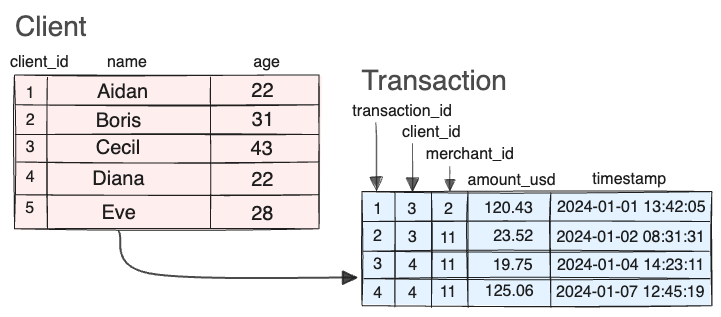 Client
client_id name age
1 Aidan 22
2 Boris 31
3 Cecil 43
4 Diana 22
5 Eve 28
Transaction
transaction_id
client_id
merchant_id
amount_usd timestamp
1 3 2 120.43 2024-01-01 13:42:05
2 3 11 23.52 2024-01-02 08:31:31
3 4 11 19.75 2024-01-04 14:23:11
4 4 11 125.06 2024-01-07 12:45:19